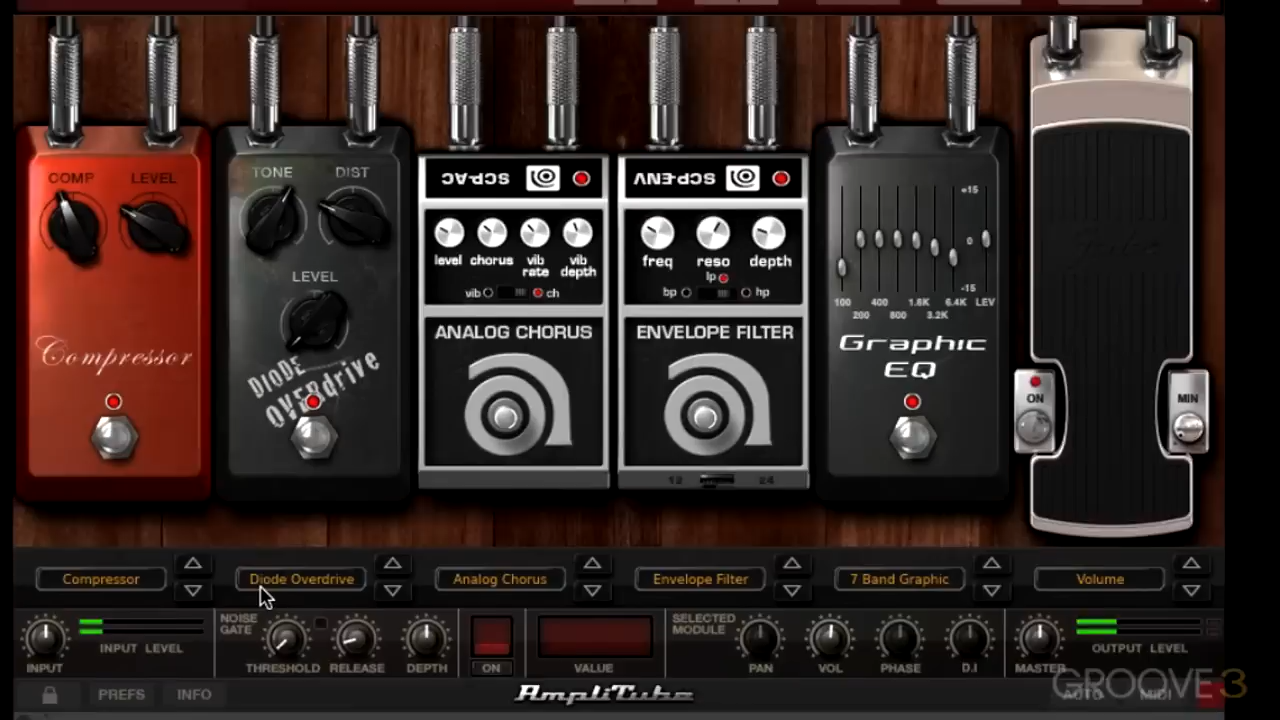 COMP LEVEL
TONE DIST
LEVEL
SCP-AC
SCP-ENV
level chorus vib rate vib depth
vib ch
freq reso depth
lp
bp hp
+15
0
-15
100 400 1.6K 6.4K LEV
200 800 3.2K
Compressor
DIODE
OVERdrive
ANALOG CHORUS
ENVELOPE FILTER
Graphic
EQ
12 24
ON
MIN
Compressor Diode Overdrive Analog Chorus Envelope Filter 7 Band Graphic Volume
INPUT
INPUT LEVEL
NOISE GATE
THRESHOLD RELEASE DEPTH
ON
VALUE
SELECTED MODULE
PAN VOL PHASE D.I
MASTER
OUTPUT LEVEL
PREFS INFO
AmpliTube
AUTO MIDI
GROOVE3